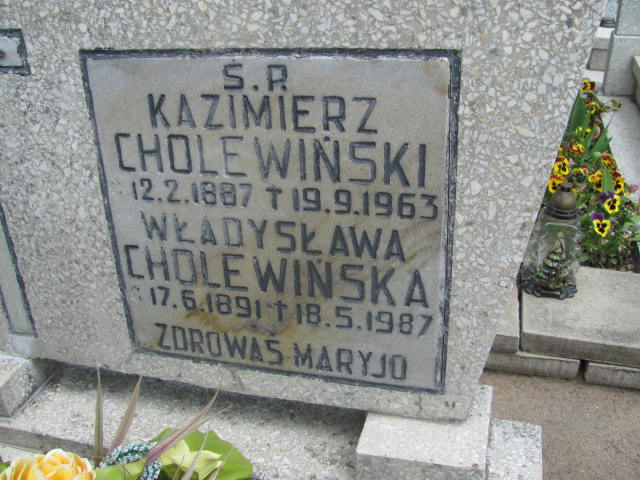 Ś.P.
KAZIMIERZ
CHOLEWIŃSKI
* 12.2.1887 † 19.9.1963
WŁADYSŁAWA
CHOLEWIŃSKA
* 17.6.1891 † 18.5.1987
ZDROWAŚ MARYJO